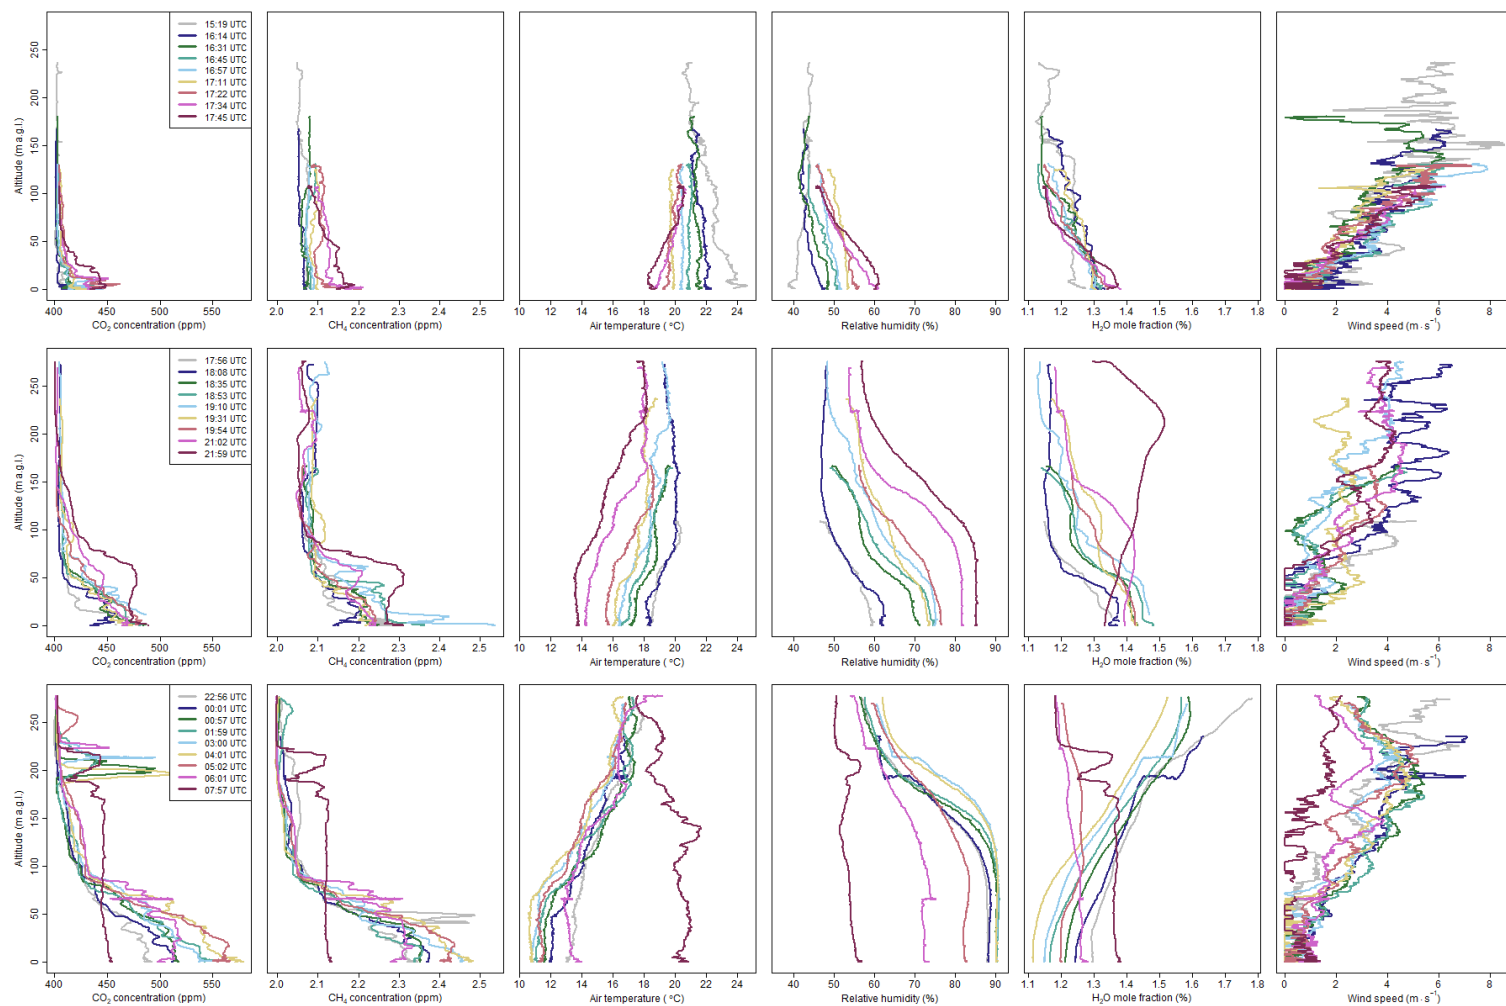 Altitude (m a.g.l.)
0 50 100 150 200 250
15:19 UTC
16:14 UTC
16:31 UTC
16:45 UTC
16:57 UTC
17:11 UTC
17:22 UTC
17:34 UTC
17:45 UTC
400 450 500 550
CO2 concentration (ppm)
2.0 2.1 2.2 2.3 2.4 2.5
CH4 concentration (ppm)
10 12 14 16 18 20 22 24
Air temperature ( °C)
40 50 60 70 80 90
Relative humidity (%)
1.1 1.2 1.3 1.4 1.5 1.6 1.7 1.8
H2O mole fraction (%)
0 2 4 6 8
Wind speed (m · s−1)
Altitude (m a.g.l.)
0 50 100 150 200 250
17:56 UTC
18:08 UTC
18:35 UTC
18:53 UTC
19:10 UTC
19:31 UTC
19:54 UTC
21:02 UTC
21:59 UTC
400 450 500 550
CO2 concentration (ppm)
2.0 2.1 2.2 2.3 2.4 2.5
CH4 concentration (ppm)
10 12 14 16 18 20 22 24
Air temperature ( °C)
40 50 60 70 80 90
Relative humidity (%)
1.1 1.2 1.3 1.4 1.5 1.6 1.7 1.8
H2O mole fraction (%)
0 2 4 6 8
Wind speed (m · s−1)
Altitude (m a.g.l.)
0 50 100 150 200 250
22:56 UTC
00:01 UTC
00:57 UTC
01:59 UTC
03:00 UTC
04:01 UTC
05:02 UTC
06:01 UTC
07:57 UTC
400 450 500 550
CO2 concentration (ppm)
2.0 2.1 2.2 2.3 2.4 2.5
CH4 concentration (ppm)
10 12 14 16 18 20 22 24
Air temperature ( °C)
40 50 60 70 80 90
Relative humidity (%)
1.1 1.2 1.3 1.4 1.5 1.6 1.7 1.8
H2O mole fraction (%)
0 2 4 6 8
Wind speed (m · s−1)